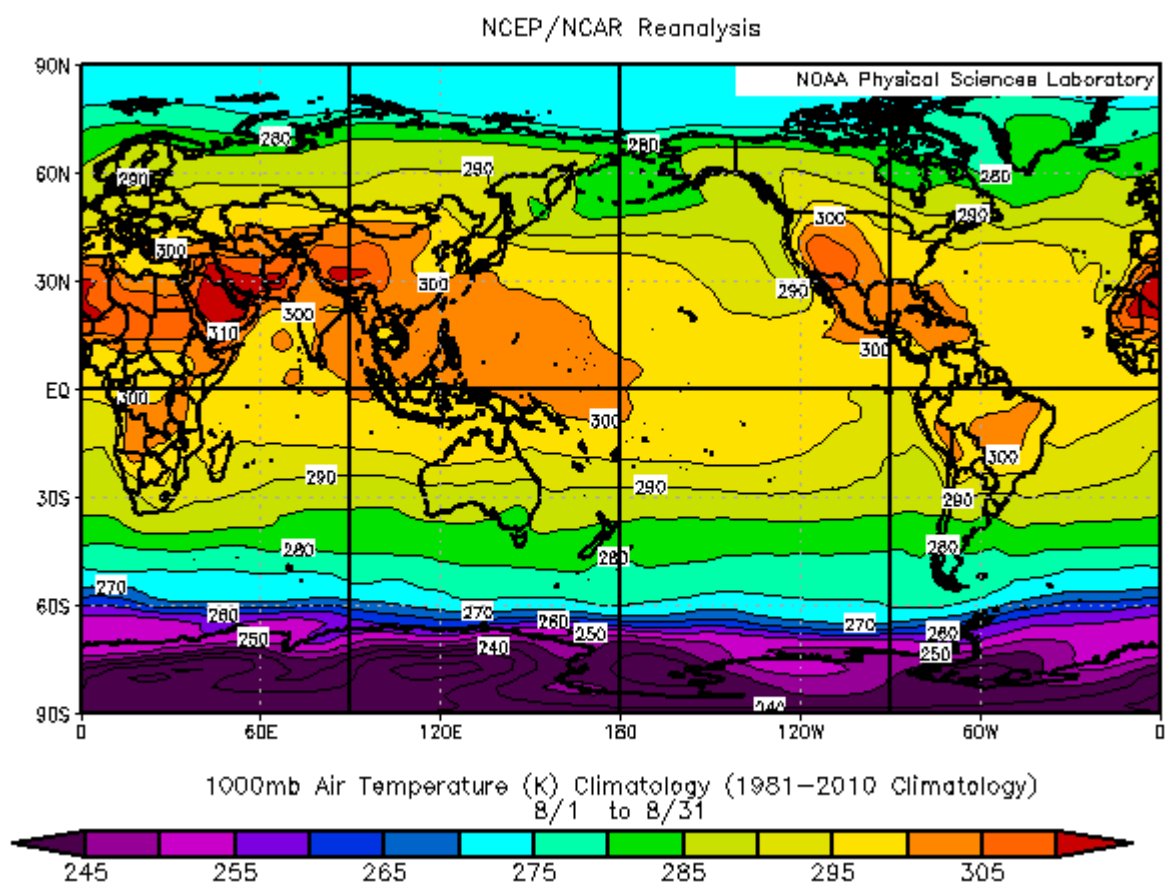 NCEP/NCAR Reanalysis
90N
NOAA Physical Sciences Laboratory
280 280
60N 290 290 280
300 290
300 300
30N 290
300 310 300
EQ 300 300 300
290 290 300 290
30S
280 280 280
270
60S 260 270 260 270 260
250 240 250 250
240
90S
0 60E 120E 180 120W 60W 0
1000mb Air Temperature (K) Climatology (1981-2010 Climatology)
8/1 to 8/31
245 255 265 275 285 295 305